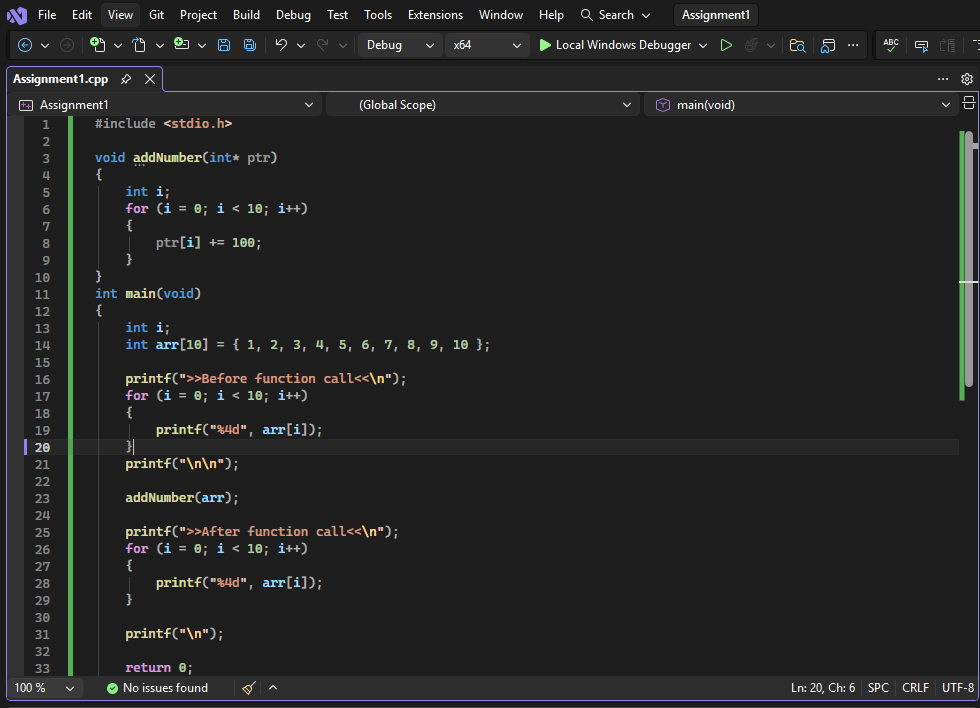 File Edit View Git Project Build Debug Test Tools Extensions Window Help Search Assignment1
Debug x64 Local Windows Debugger ABC
Assignment1.cpp
Assignment1 (Global Scope) main(void)
1 #include <stdio.h>
2
3 void addNumber(int* ptr)
4 {
5 int i;
6 for (i = 0; i < 10; i++)
7 {
8 ptr[i] += 100;
9 }
10 }
11 int main(void)
12 {
13 int i;
14 int arr[10] = { 1, 2, 3, 4, 5, 6, 7, 8, 9, 10 };
15
16 printf(">>Before function call<<\n");
17 for (i = 0; i < 10; i++)
18 {
19 printf("%4d", arr[i]);
20 }
21 printf("\n\n");
22
23 addNumber(arr);
24
25 printf(">>After function call<<\n");
26 for (i = 0; i < 10; i++)
27 {
28 printf("%4d", arr[i]);
29 }
30
31 printf("\n");
32
33 return 0;
100 % No issues found Ln: 20, Ch: 6 SPC CRLF UTF-8